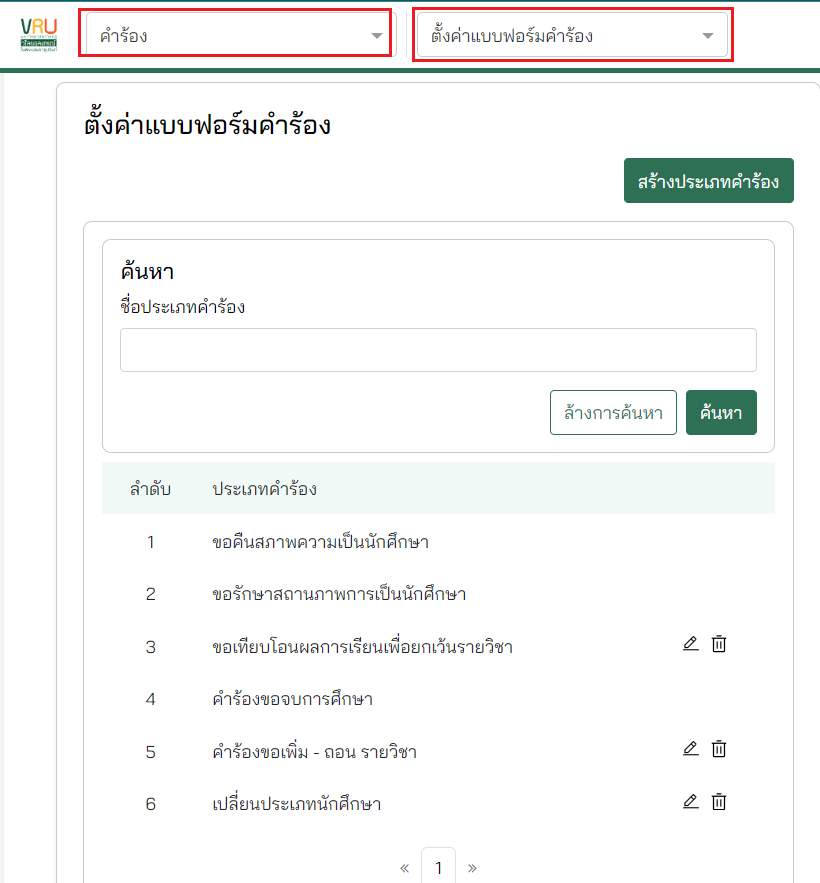 VRU
คำร้อง
ตั้งค่าแบบฟอร์มคำร้อง
ตั้งค่าแบบฟอร์มคำร้อง
สร้างประเภทคำร้อง
ค้นหา
ชื่อประเภทคำร้อง
ล้างการค้นหา ค้นหา
ลำดับ ประเภทคำร้อง
1 ขอคืนสภาพความเป็นนักศึกษา
2 ขอรักษาสถานภาพการเป็นนักศึกษา
3 ขอเทียบโอนผลการเรียนเพื่อยกเว้นรายวิชา
4 คำร้องขอจบการศึกษา
5 คำร้องขอเพิ่ม - ถอน รายวิชา
6 เปลี่ยนประเภทนักศึกษา
« 1 »